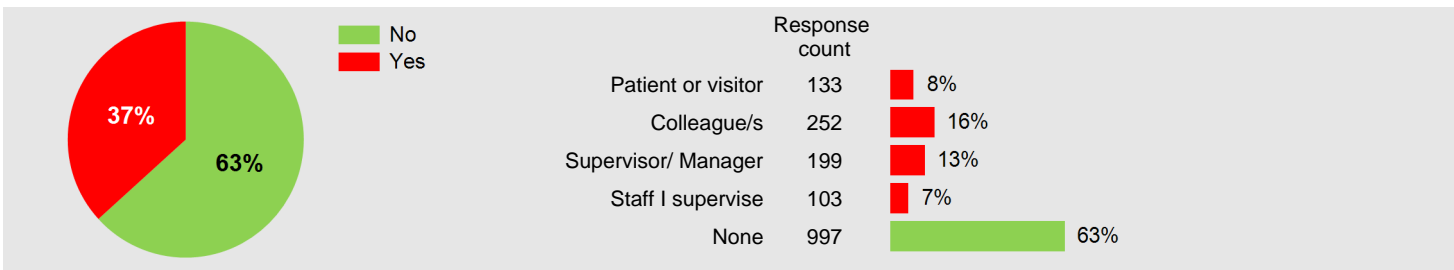 No
Yes
37%
63%
Response
count
Patient or visitor 133 8%
Colleague/s 252 16%
Supervisor/ Manager 199 13%
Staff I supervise 103 7%
None 997 63%